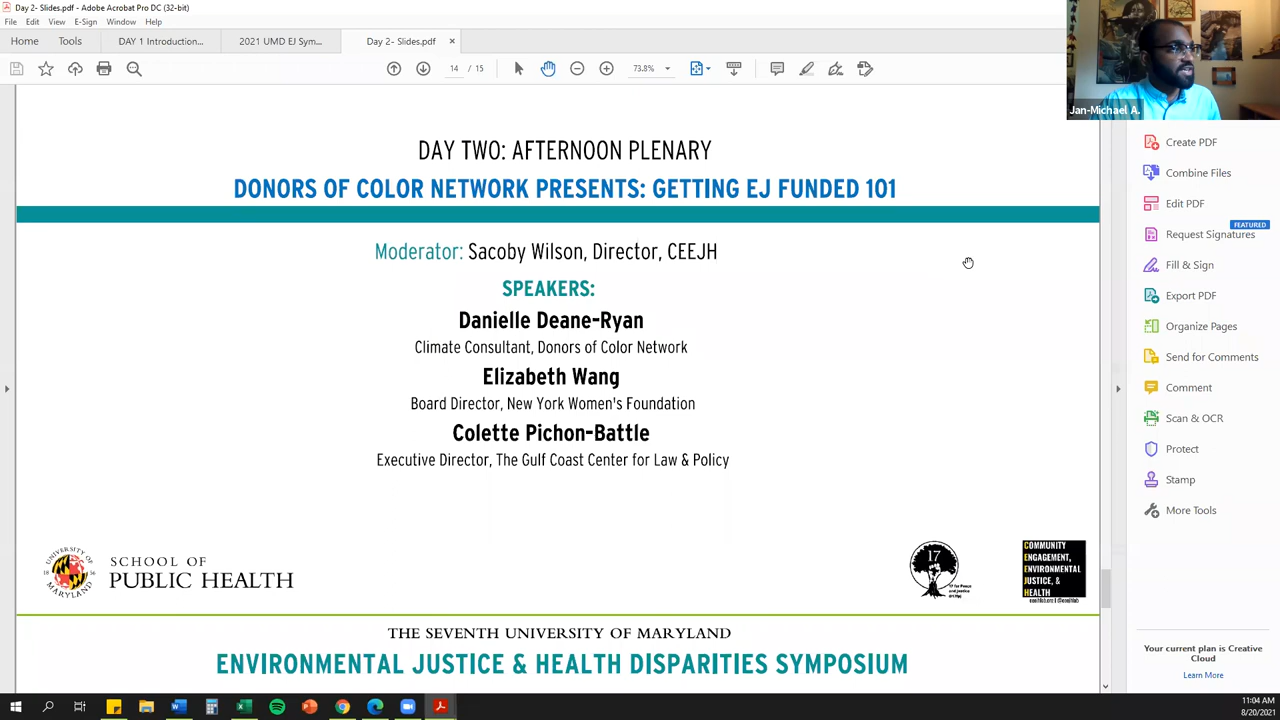 Day 2- Slides.pdf - Adobe Acrobat Pro DC (32-bit)
File Edit View E-Sign Window Help
Home Tools DAY 1 Introduction... 2021 UMD EJ Sym... Day 2- Slides.pdf ×
14 / 15 73.8%
Jan-Michael A.
DAY TWO: AFTERNOON PLENARY
DONORS OF COLOR NETWORK PRESENTS: GETTING EJ FUNDED 101
Moderator: Sacoby Wilson, Director, CEEJH
SPEAKERS:
Danielle Deane-Ryan
Climate Consultant, Donors of Color Network
Elizabeth Wang
Board Director, New York Women's Foundation
Colette Pichon-Battle
Executive Director, The Gulf Coast Center for Law & Policy
UNIVERSITY OF
MARYLAND
18 56
SCHOOL OF
PUBLIC HEALTH
17
COMMUNITY
ENGAGEMENT,
ENVIRONMENTAL
JUSTICE, &
HEALTH
THE SEVENTH UNIVERSITY OF MARYLAND
ENVIRONMENTAL JUSTICE & HEALTH DISPARITIES SYMPOSIUM
Create PDF
Combine Files
Edit PDF
FEATURED
Request Signatures
Fill & Sign
Export PDF
Organize Pages
Send for Comments
Comment
Scan & OCR
Protect
Stamp
More Tools
Your current plan is Creative
Cloud
Learn More
11:04 AM
8/20/2021